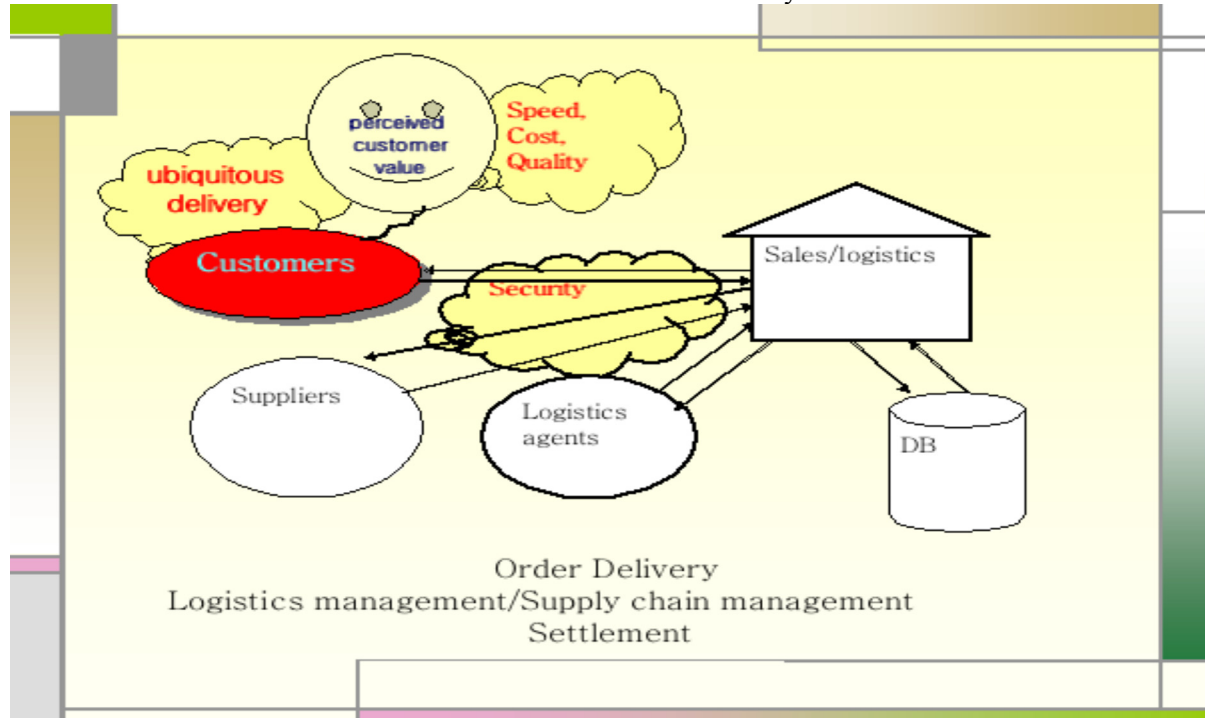 Speed,
Cost,
Quality
perceived
customer
value
ubiquitous
delivery
Customers
Sales/logistics
Security
Suppliers
Logistics
agents
DB
Order Delivery
Logistics management/Supply chain management
Settlement